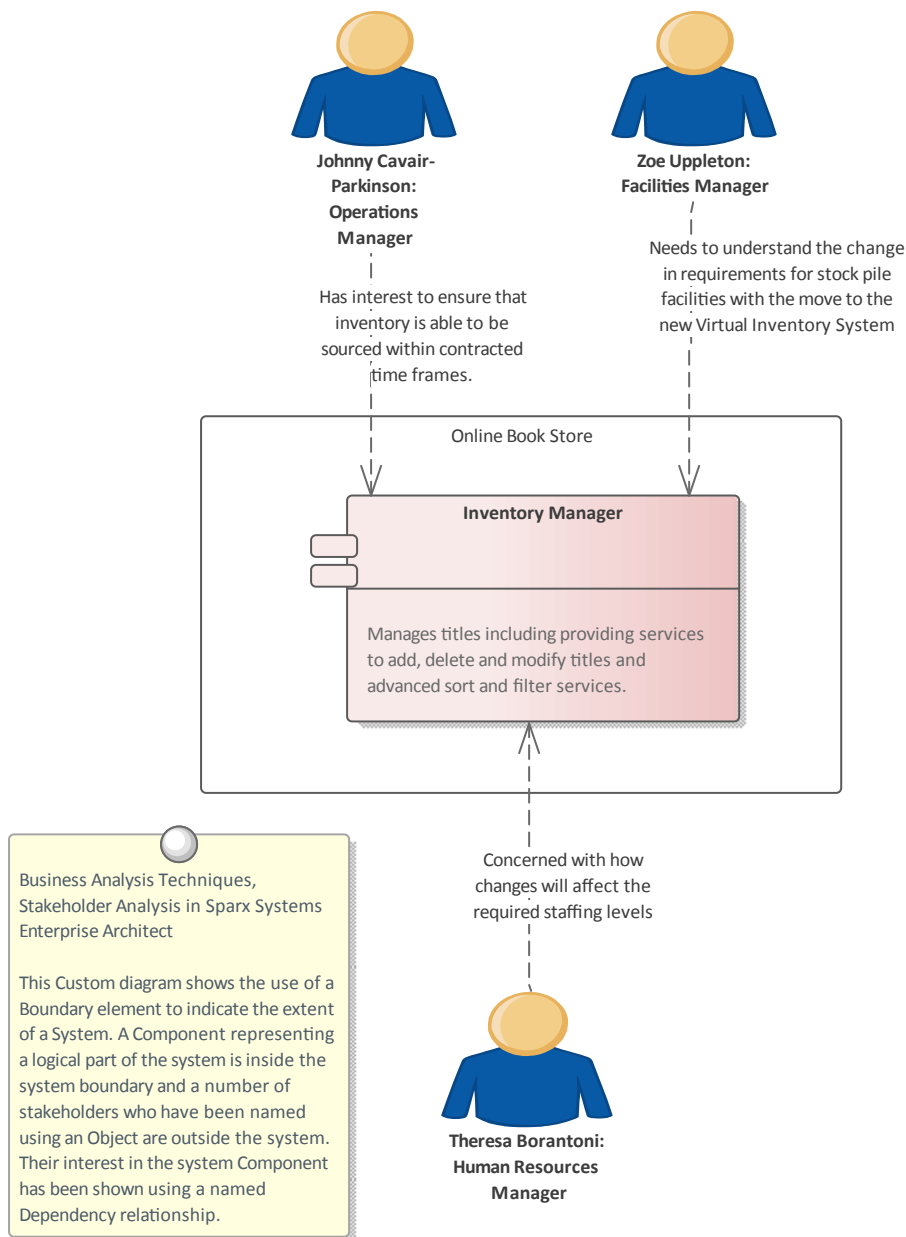 Johnny Cavair-
Parkinson:
Operations
Manager
Zoe Uppleton:
Facilities Manager
Has interest to ensure that
inventory is able to be
sourced within contracted
time frames.
Needs to understand the change
in requirements for stock pile
facilities with the move to the
new Virtual Inventory System
Online Book Store
Inventory Manager
Manages titles including providing services
to add, delete and modify titles and
advanced sort and filter services.
Concerned with how
changes will affect the
required staffing levels
Business Analysis Techniques,
Stakeholder Analysis in Sparx Systems
Enterprise Architect
This Custom diagram shows the use of a
Boundary element to indicate the extent
of a System. A Component representing
a logical part of the system is inside the
system boundary and a number of
stakeholders who have been named
using an Object are outside the system.
Their interest in the system Component
has been shown using a named
Dependency relationship.
Theresa Borantoni:
Human Resources
Manager